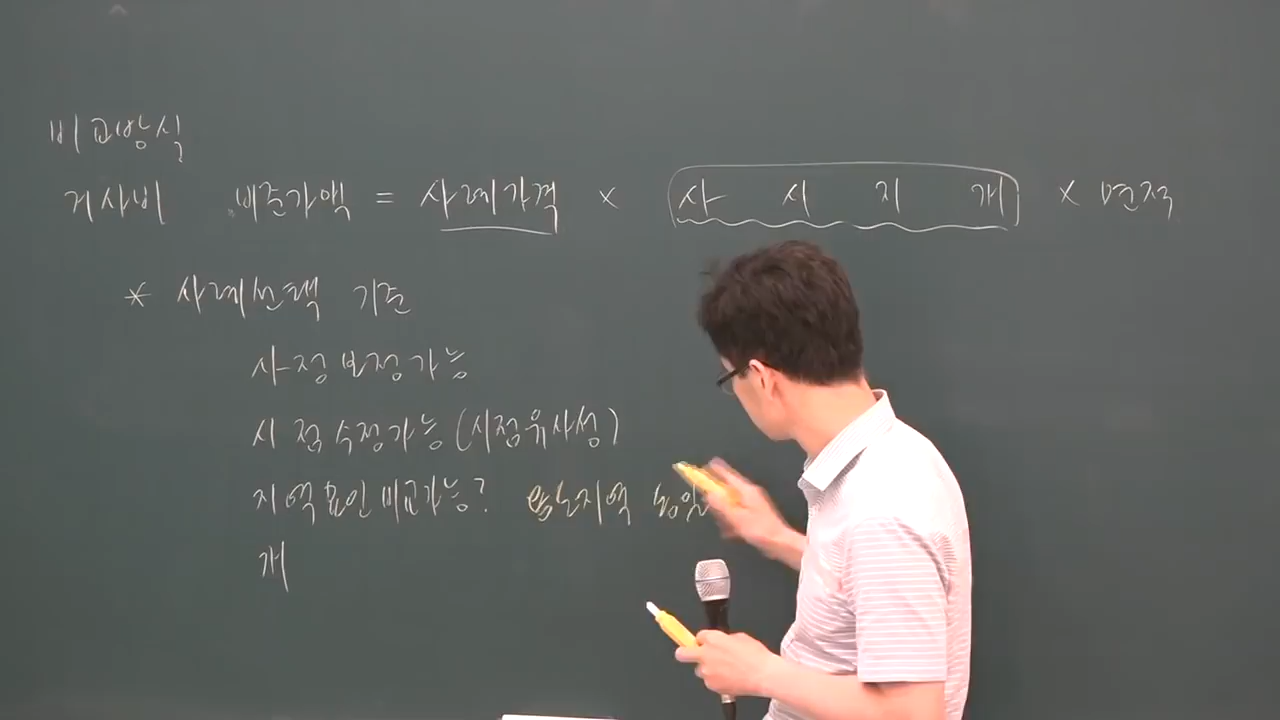 비교방식
거사비 비준가액 = 사례가격 × 사 시 지 개 × 면적
* 사례선택 기준
사정보정가능
시점수정가능(시점유사성)
지역요인비교가능? 용도지역 동일
개